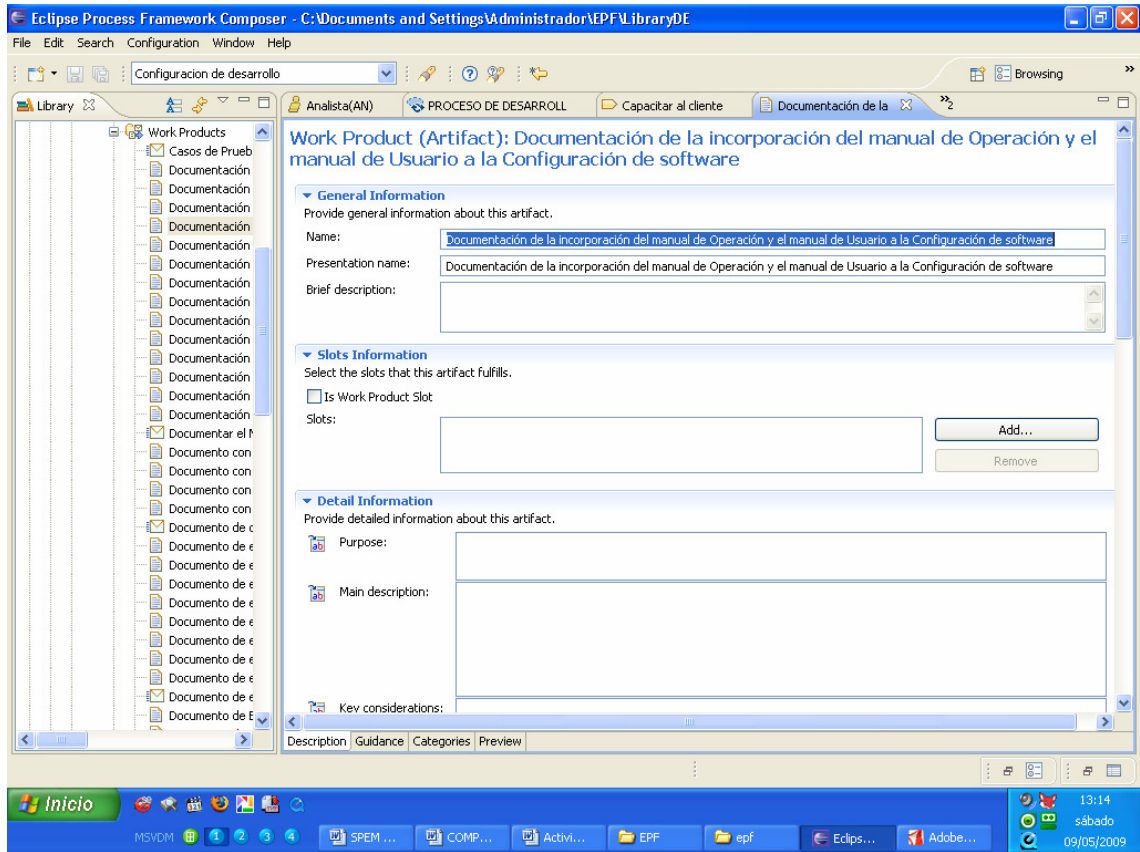 Eclipse Process Framework Composer - C:\Documents and Settings\Administrador\EPF\LibraryDE
File Edit Search Configuration Window Help
Configuracion de desarrollo
Browsing
Library
Analista(AN)
PROCESO DE DESARROLL
Capacitar al cliente
Documentación de la
»2
Work Products
Casos de Prueb
Documentación
Documentación
Documentación
Documentación
Documentación
Documentación
Documentación
Documentación
Documentación
Documentación
Documentación
Documentación
Documentación
Documentación
Documentar el M
Documento con
Documento con
Documento con
Documento con
Documento de c
Documento de e
Documento de e
Documento de e
Documento de e
Documento de e
Documento de e
Documento de e
Documento de e
Documento de e
Documento de E
Work Product (Artifact): Documentación de la incorporación del manual de Operación y el
manual de Usuario a la Configuración de software
General Information
Provide general information about this artifact.
Name: Documentación de la incorporación del manual de Operación y el manual de Usuario a la Configuración de software
Presentation name: Documentación de la incorporación del manual de Operación y el manual de Usuario a la Configuración de software
Brief description:
Slots Information
Select the slots that this artifact fulfills.
Is Work Product Slot
Slots:
Add...
Remove
Detail Information
Provide detailed information about this artifact.
Purpose:
Main description:
Key considerations:
Description Guidance Categories Preview
Inicio
MSVDM 1 2 3 4
SPEM ...
COMP...
Activi...
EPF
epf
Eclips...
Adobe...
13:14
sábado
09/05/2009